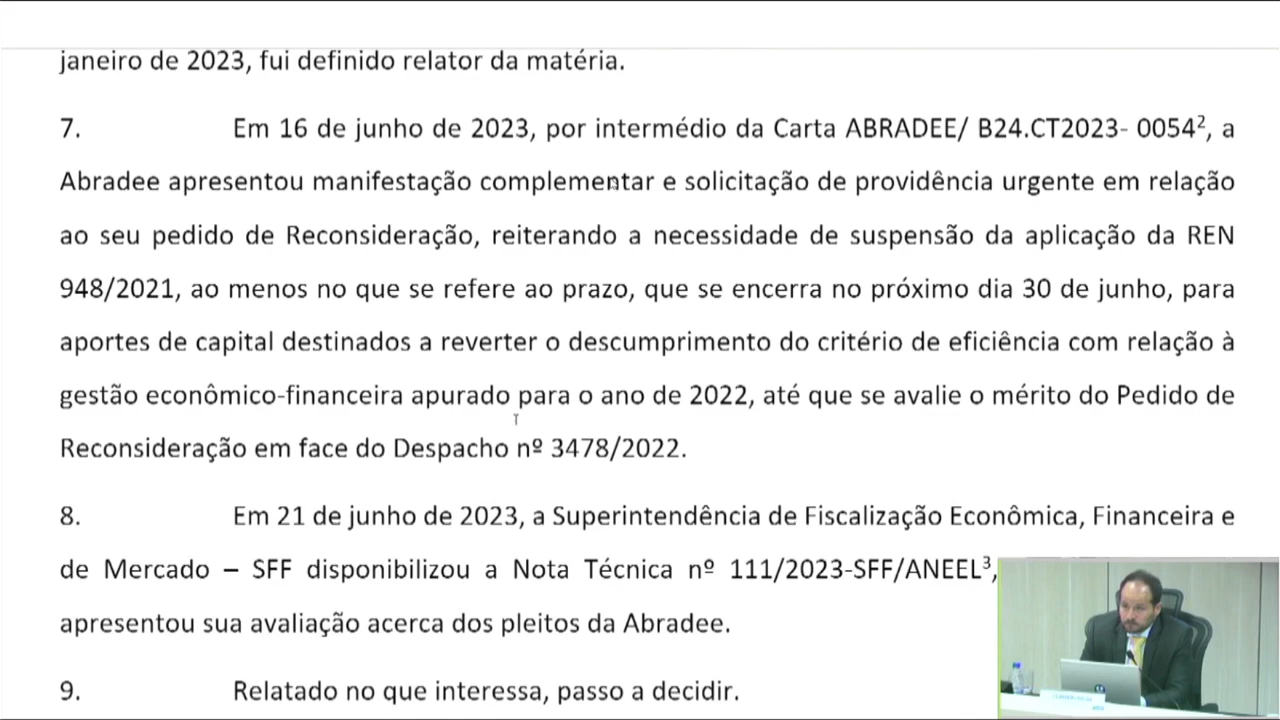 janeiro de 2023, fui definido relator da matéria.
7. Em 16 de junho de 2023, por intermédio da Carta ABRADEE/ B24.CT2023- 0054², a
Abradee apresentou manifestação complementar e solicitação de providência urgente em relação
ao seu pedido de Reconsideração, reiterando a necessidade de suspensão da aplicação da REN
948/2021, ao menos no que se refere ao prazo, que se encerra no próximo dia 30 de junho, para
aportes de capital destinados a reverter o descumprimento do critério de eficiência com relação à
gestão econômico-financeira apurado para o ano de 2022, até que se avalie o mérito do Pedido de
Reconsideração em face do Despacho nº 3478/2022.
8. Em 21 de junho de 2023, a Superintendência de Fiscalização Econômica, Financeira e
de Mercado – SFF disponibilizou a Nota Técnica nº 111/2023-SFF/ANEEL³,
apresentou sua avaliação acerca dos pleitos da Abradee.
9. Relatado no que interessa, passo a decidir.